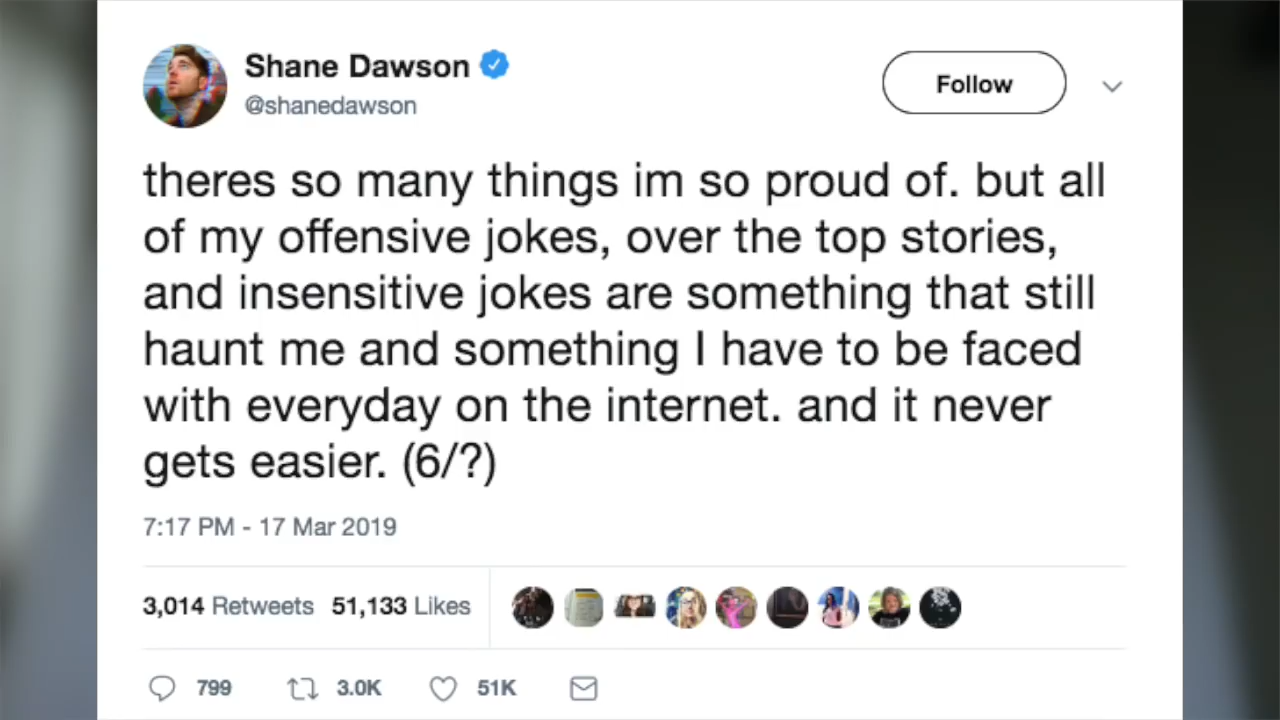 Shane Dawson
@shanedawson
Follow
theres so many things im so proud of. but all
of my offensive jokes, over the top stories,
and insensitive jokes are something that still
haunt me and something I have to be faced
with everyday on the internet. and it never
gets easier. (6/?)
7:17 PM - 17 Mar 2019
3,014 Retweets 51,133 Likes
799 3.0K 51K